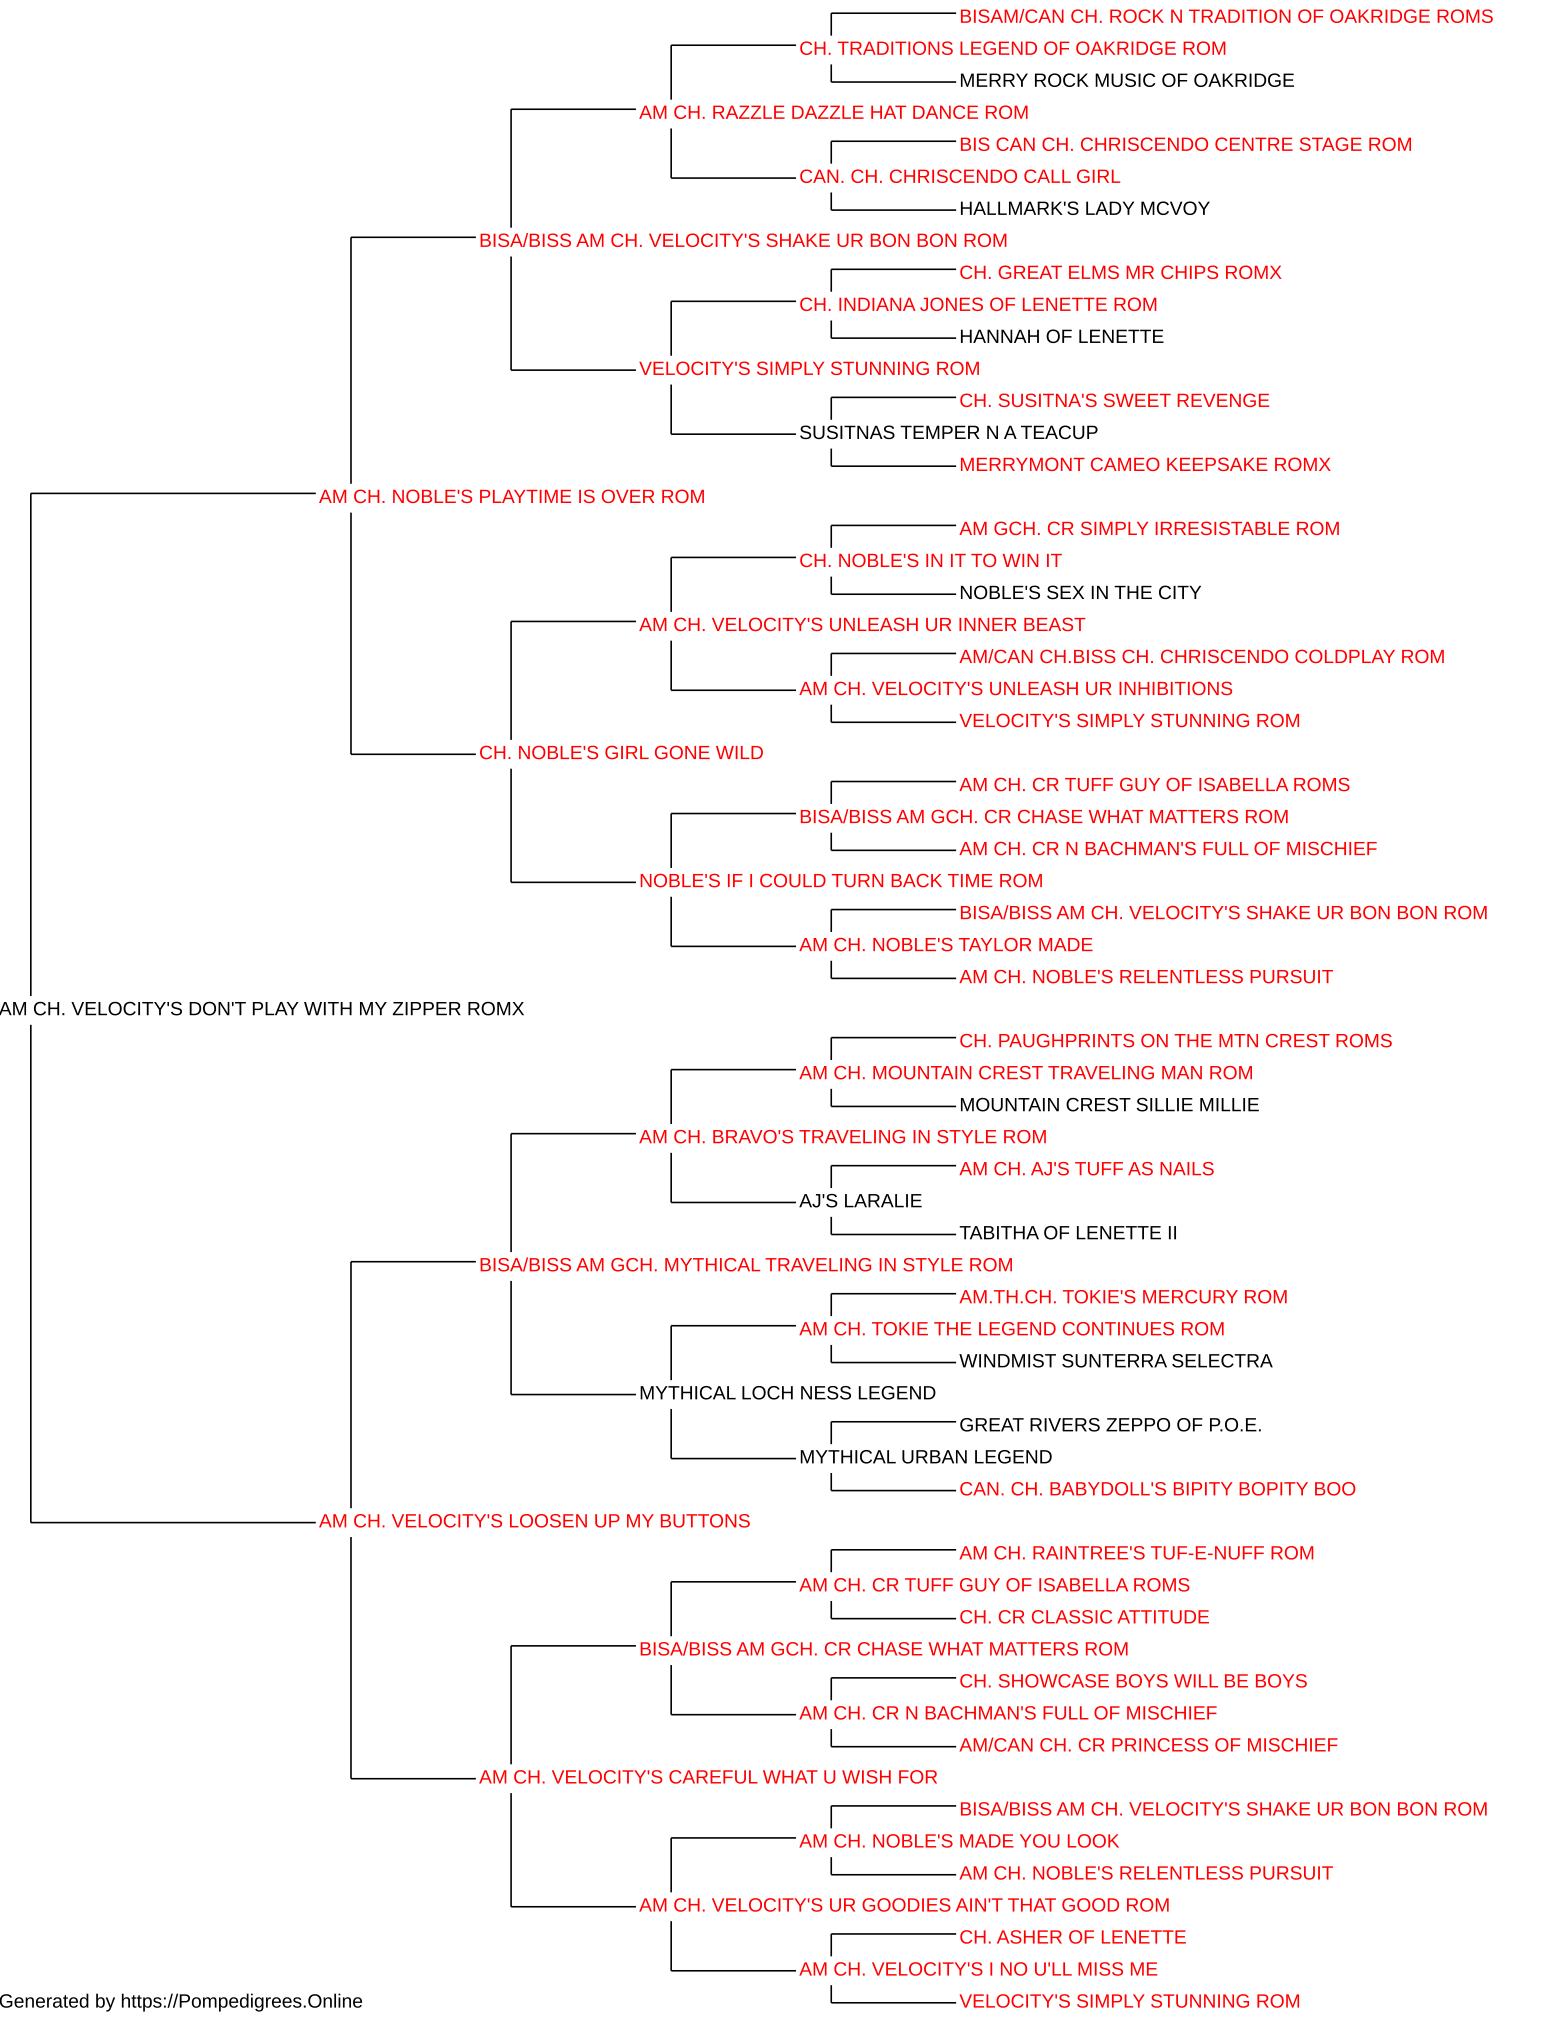 BISAM/CAN CH. ROCK N TRADITION OF OAKRIDGE ROMS
CH. TRADITIONS LEGEND OF OAKRIDGE ROM
MERRY ROCK MUSIC OF OAKRIDGE
AM CH. RAZZLE DAZZLE HAT DANCE ROM
BIS CAN CH. CHRISCENDO CENTRE STAGE ROM
CAN. CH. CHRISCENDO CALL GIRL
HALLMARK'S LADY MCVOY
BISA/BISS AM CH. VELOCITY'S SHAKE UR BON BON ROM
CH. GREAT ELMS MR CHIPS ROMX
CH. INDIANA JONES OF LENETTE ROM
HANNAH OF LENETTE
VELOCITY'S SIMPLY STUNNING ROM
CH. SUSITNA'S SWEET REVENGE
SUSITNAS TEMPER N A TEACUP
MERRYMONT CAMEO KEEPSAKE ROMX
AM CH. NOBLE'S PLAYTIME IS OVER ROM
AM GCH. CR SIMPLY IRRESISTABLE ROM
CH. NOBLE'S IN IT TO WIN IT
NOBLE'S SEX IN THE CITY
AM CH. VELOCITY'S UNLEASH UR INNER BEAST
AM/CAN CH.BISS CH. CHRISCENDO COLDPLAY ROM
AM CH. VELOCITY'S UNLEASH UR INHIBITIONS
VELOCITY'S SIMPLY STUNNING ROM
CH. NOBLE'S GIRL GONE WILD
AM CH. CR TUFF GUY OF ISABELLA ROMS
BISA/BISS AM GCH. CR CHASE WHAT MATTERS ROM
AM CH. CR N BACHMAN'S FULL OF MISCHIEF
NOBLE'S IF I COULD TURN BACK TIME ROM
BISA/BISS AM CH. VELOCITY'S SHAKE UR BON BON ROM
AM CH. NOBLE'S TAYLOR MADE
AM CH. NOBLE'S RELENTLESS PURSUIT
AM CH. VELOCITY'S DON'T PLAY WITH MY ZIPPER ROMX
CH. PAUGHPRINTS ON THE MTN CREST ROMS
AM CH. MOUNTAIN CREST TRAVELING MAN ROM
MOUNTAIN CREST SILLIE MILLIE
AM CH. BRAVO'S TRAVELING IN STYLE ROM
AM CH. AJ'S TUFF AS NAILS
AJ'S LARALIE
TABITHA OF LENETTE II
BISA/BISS AM GCH. MYTHICAL TRAVELING IN STYLE ROM
AM.TH.CH. TOKIE'S MERCURY ROM
AM CH. TOKIE THE LEGEND CONTINUES ROM
WINDMIST SUNTERRA SELECTRA
MYTHICAL LOCH NESS LEGEND
GREAT RIVERS ZEPPO OF P.O.E.
MYTHICAL URBAN LEGEND
CAN. CH. BABYDOLL'S BIPITY BOPITY BOO
AM CH. VELOCITY'S LOOSEN UP MY BUTTONS
AM CH. RAINTREE'S TUF-E-NUFF ROM
AM CH. CR TUFF GUY OF ISABELLA ROMS
CH. CR CLASSIC ATTITUDE
BISA/BISS AM GCH. CR CHASE WHAT MATTERS ROM
CH. SHOWCASE BOYS WILL BE BOYS
AM CH. CR N BACHMAN'S FULL OF MISCHIEF
AM/CAN CH. CR PRINCESS OF MISCHIEF
AM CH. VELOCITY'S CAREFUL WHAT U WISH FOR
BISA/BISS AM CH. VELOCITY'S SHAKE UR BON BON ROM
AM CH. NOBLE'S MADE YOU LOOK
AM CH. NOBLE'S RELENTLESS PURSUIT
AM CH. VELOCITY'S UR GOODIES AIN'T THAT GOOD ROM
CH. ASHER OF LENETTE
AM CH. VELOCITY'S I NO U'LL MISS ME
VELOCITY'S SIMPLY STUNNING ROM
Generated by https://Pompedigrees.Online